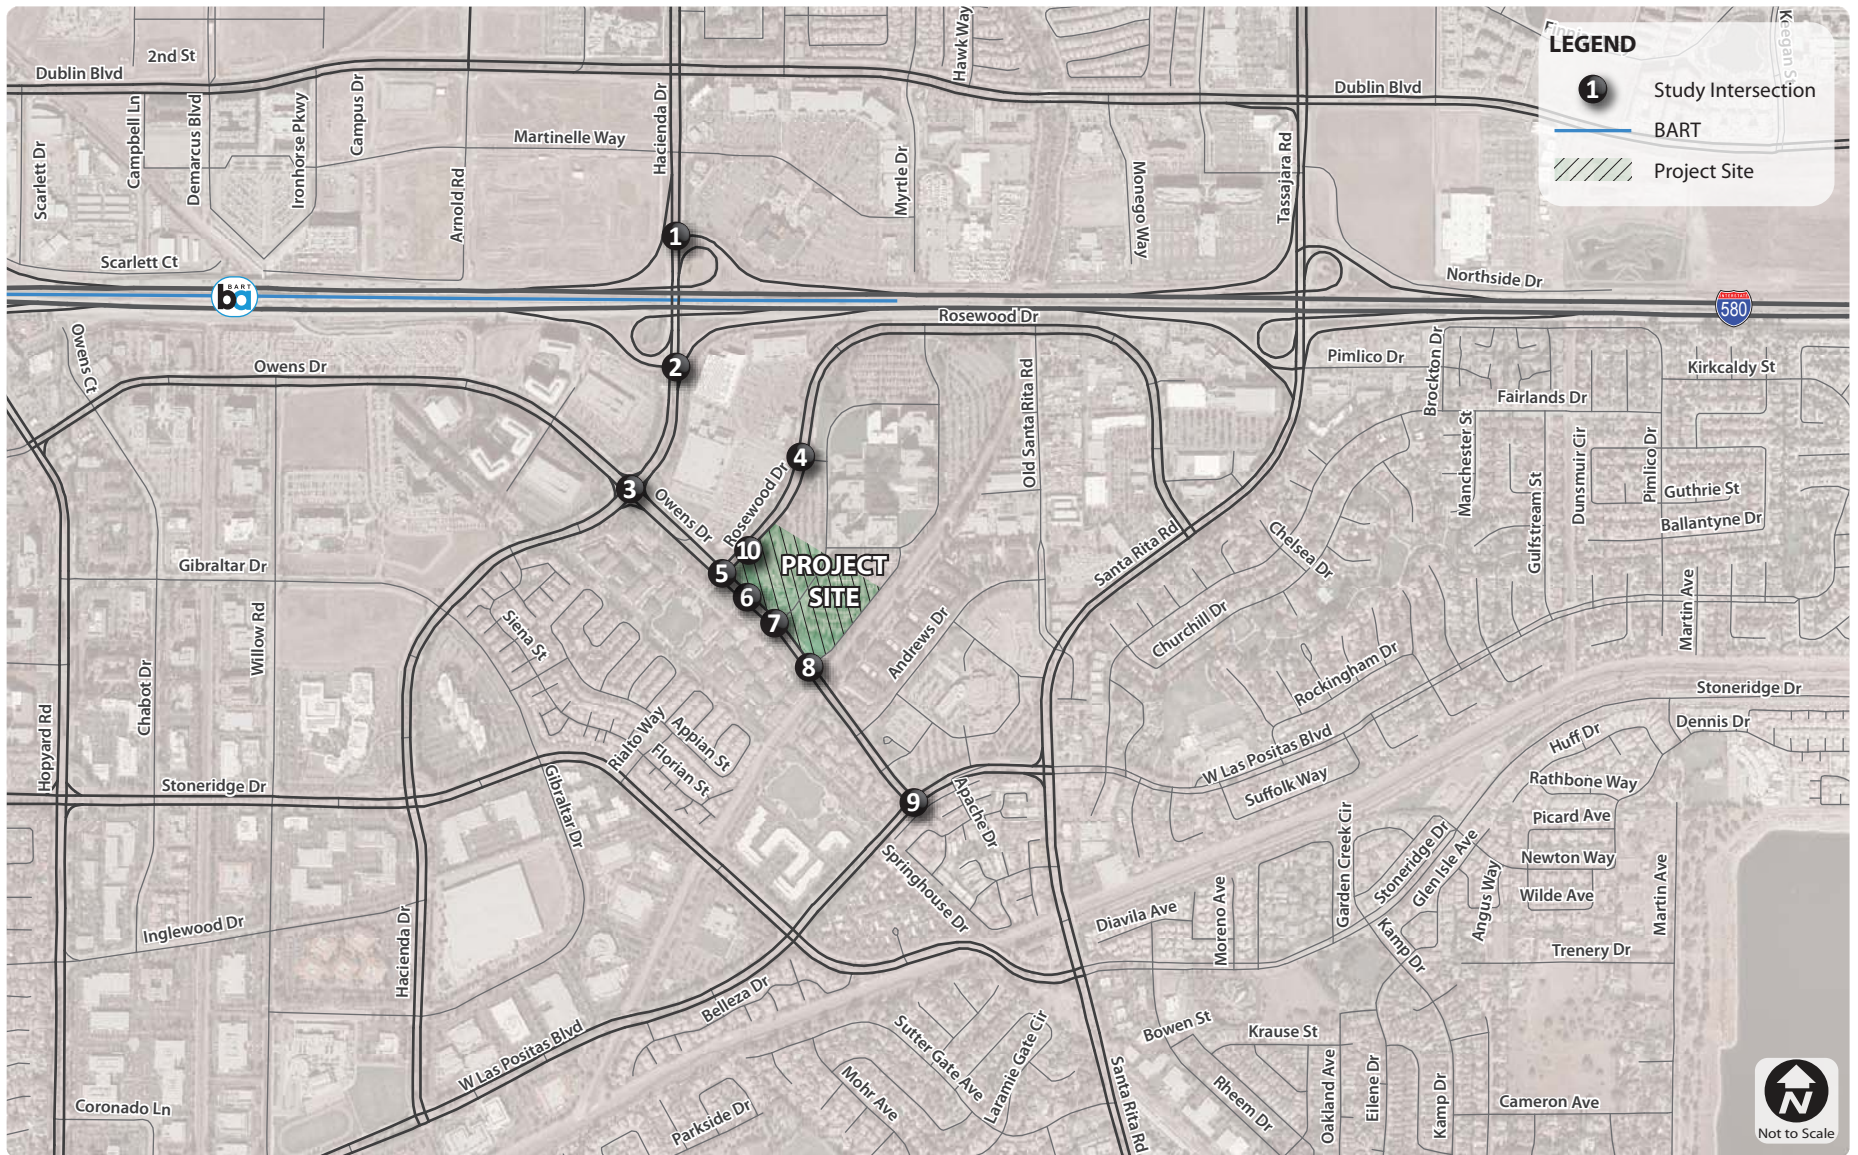 LEGEND
1 Study Intersection
BART
Project Site
2nd St
Dublin Blvd
Campbell Ln
Demarcus Blvd
Ironhorse Pkwy
Campus Dr
Scarlett Dr
Arnold Rd
Martinelle Way
Hacienda Dr
Hawk Way
Myrtle Dr
Monego Way
Tassajara Rd
Dublin Blvd
Keegan St
Scarlett Ct
BART
ba
1
Northside Dr
INTERSTATE
580
Rosewood Dr
Owens Ct
Owens Dr
2
Pimlico Dr
Brockton Dr
Kirkcaldy St
Fairlands Dr
Old Santa Rita Rd
Manchester St
Gulfstream St
Dunsmuir Cir
Pimlico Dr
Guthrie St
Ballantyne Dr
4
3
Owens Dr
Rosewood Dr
10
5
6
7
8
PROJECT
SITE
Santa Rita Rd
Chelsea Dr
Churchill Dr
Martin Ave
Gibraltar Dr
Willow Rd
Siena St
Andrews Dr
Rockingham Dr
Chabot Dr
Hopyard Rd
Rialto Way
Appian St
Florian St
Stoneridge Dr
Dennis Dr
Huff Dr
W Las Positas Blvd
Suffolk Way
Rathbone Way
Stoneridge Dr
Gibraltar Dr
9
Apache Dr
Springhouse Dr
Garden Creek Cir
Stoneridge Dr
Glen Isle Ave
Picard Ave
Newton Way
Angus Way
Wilde Ave
Martin Ave
Inglewood Dr
Hacienda Dr
Diavila Ave
Moreno Ave
Kamp Dr
Trenery Dr
Belleza Dr
W Las Positas Blvd
Sutter Gate Ave
Laramie Gate Cir
Bowen St
Krause St
Santa Rita Rd
Rheem Dr
Oakland Ave
Eilene Dr
Kamp Dr
Cameron Ave
Coronado Ln
Parkside Dr
Mohr Ave
N
Not to Scale